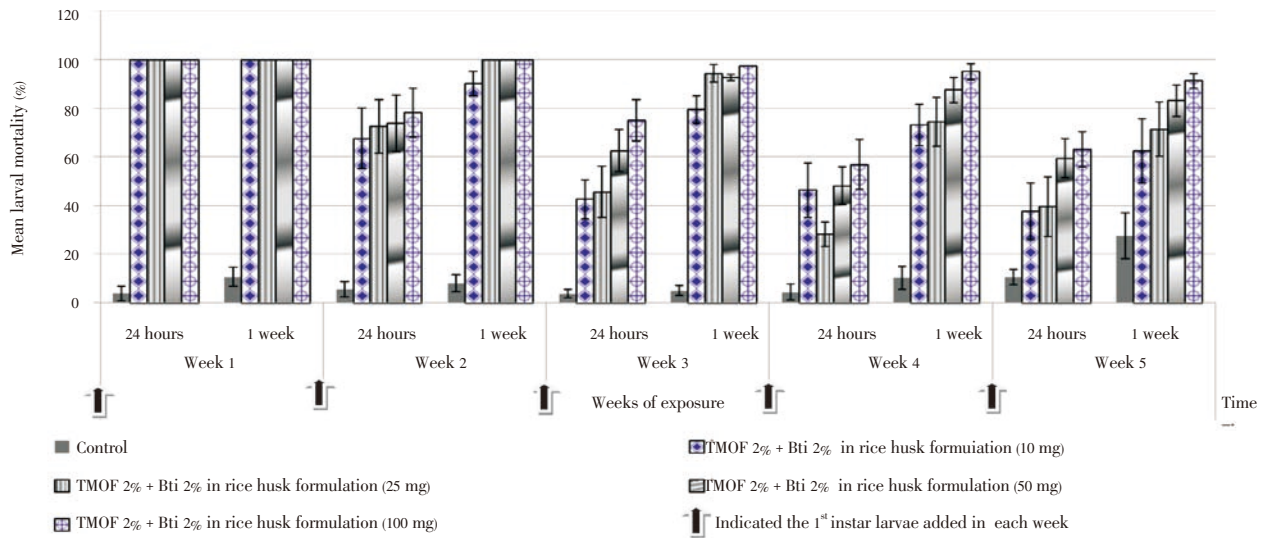 120
100
80
60
40
20
0
Mean larval mortality (%)
24 hours 1 week 24 hours 1 week 24 hours 1 week 24 hours 1 week 24 hours 1 week
Week 1 Week 2 Week 3 Week 4 Week 5
Weeks of exposure
Time
Control
TMOF 2% + Bti 2% in rice husk formuiation (10 mg)
TMOF 2% + Bti 2% in rice husk formulation (25 mg)
TMOF 2% + Bti 2% in rice husk formulation (50 mg)
TMOF 2% + Bti 2% in rice husk formulation (100 mg)
Indicated the 1st instar larvae added in each week